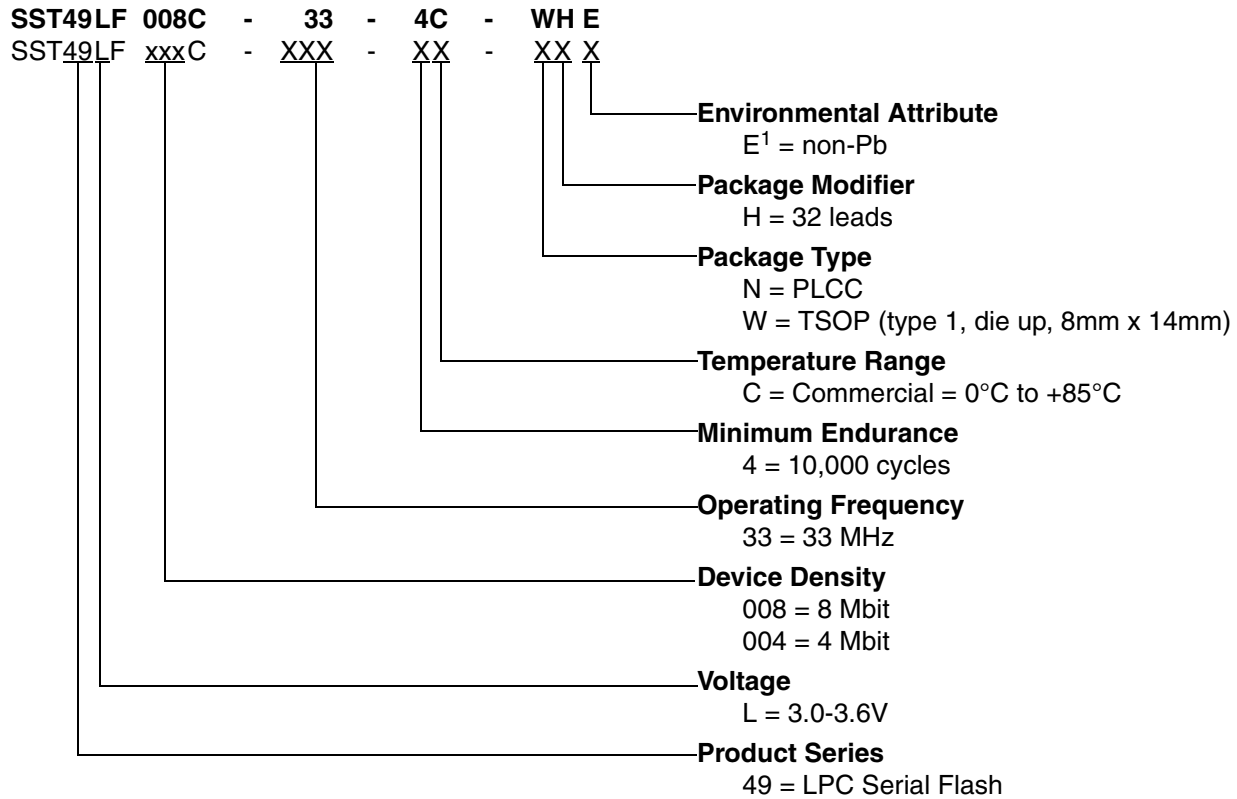 SST49LF 008C - 33 - 4C - WH E
SST49LF xxxC - XXX - XX - XX X
Environmental Attribute
E1 = non-Pb
Package Modifier
H = 32 leads
Package Type
N = PLCC
W = TSOP (type 1, die up, 8mm x 14mm)
Temperature Range
C = Commercial = 0°C to +85°C
Minimum Endurance
4 = 10,000 cycles
Operating Frequency
33 = 33 MHz
Device Density
008 = 8 Mbit
004 = 4 Mbit
Voltage
L = 3.0-3.6V
Product Series
49 = LPC Serial Flash